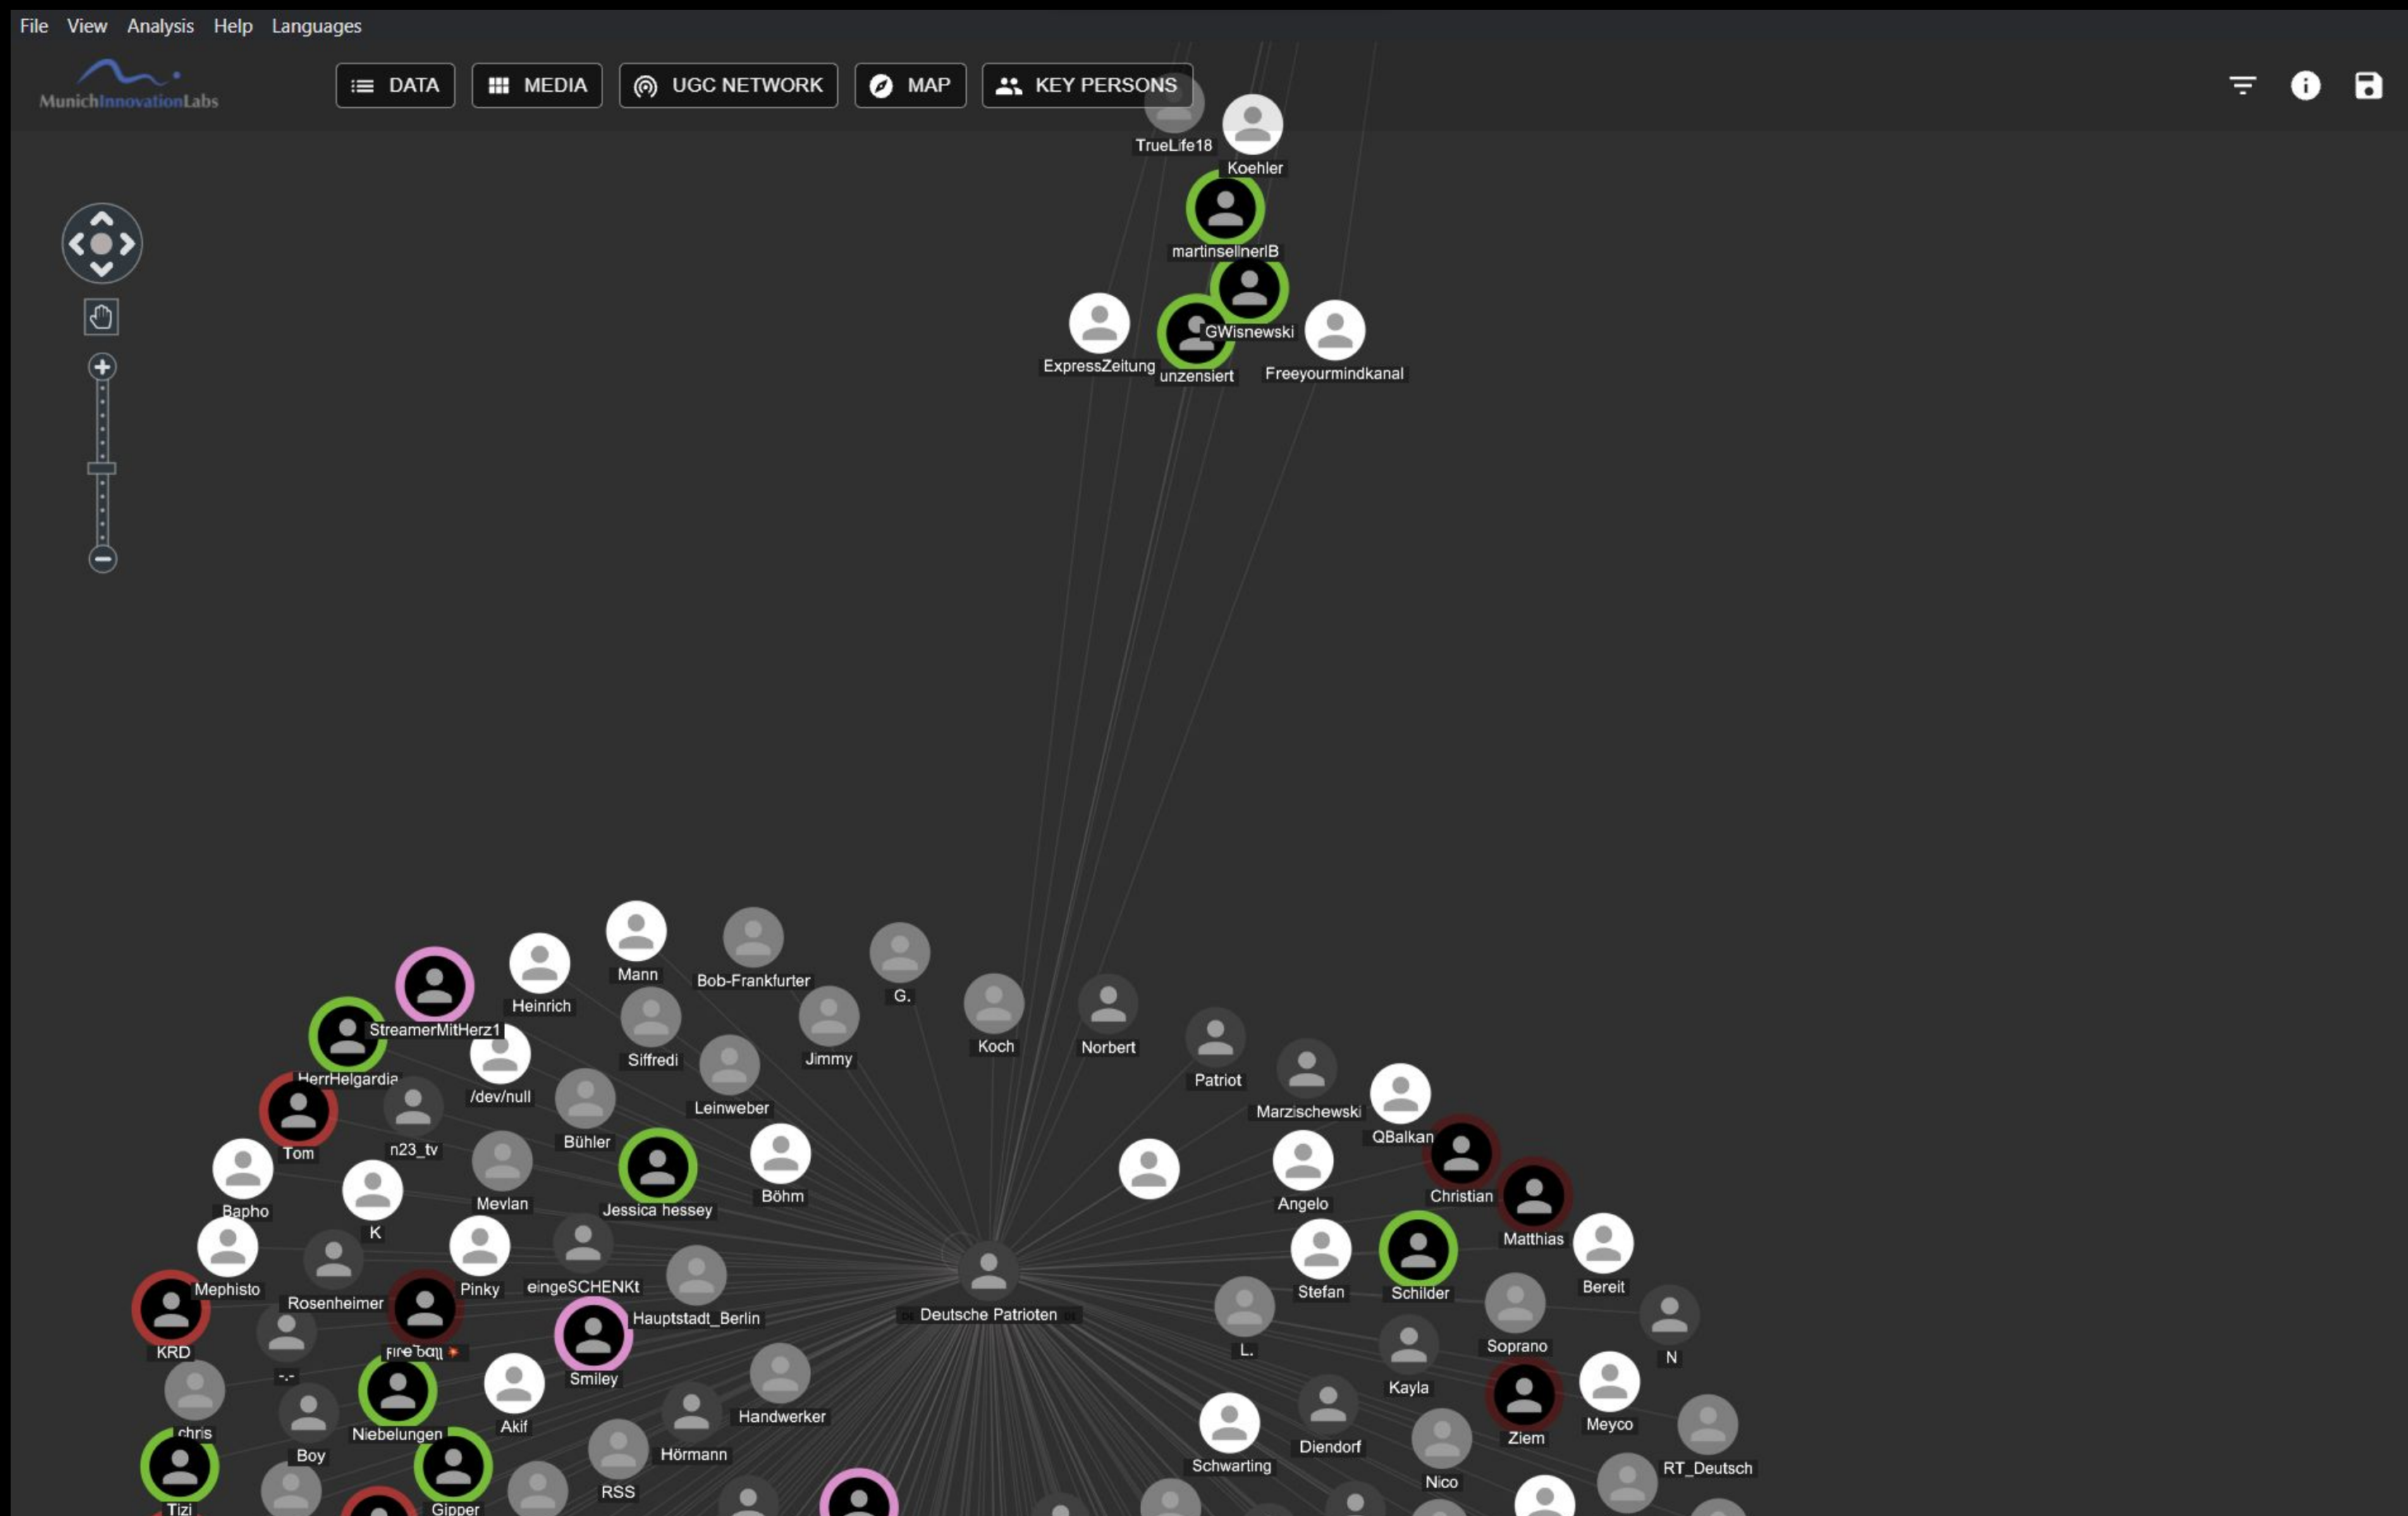 File View Analysis Help Languages
MunichInnovationLabs
DATA
MEDIA
UGC NETWORK
MAP
KEY PERSONS
TrueLife18
Koehler
martinsellnerIB
GWisnewski
ExpressZeitung
unzensiert
Freeyourmindkanal
Mann
Bob-Frankfurter
G.
Heinrich
StreamerMitHerz1
Siffredi
Jimmy
Koch
Norbert
HerrHelgardia
/dev/null
Patriot
Leinweber
Marzischewski
Bühler
QBalkan
Tom
n23_tv
Mevlan
Jessica hessey
Böhm
Angelo
Christian
Bapho
K
Matthias
Mephisto
Rosenheimer
Pinky
eingeSCHENKt
Hauptstadt_Berlin
DE Deutsche Patrioten DE
Stefan
Schilder
Bereit
KRD
-.-
Smiley
L.
Soprano
N
chris
Niebelungen
Akif
Handwerker
Kayla
Boy
Hörmann
Schwarting
Diendorf
Ziem
Meyco
Tizi
Gipper
RSS
Nico
RT_Deutsch